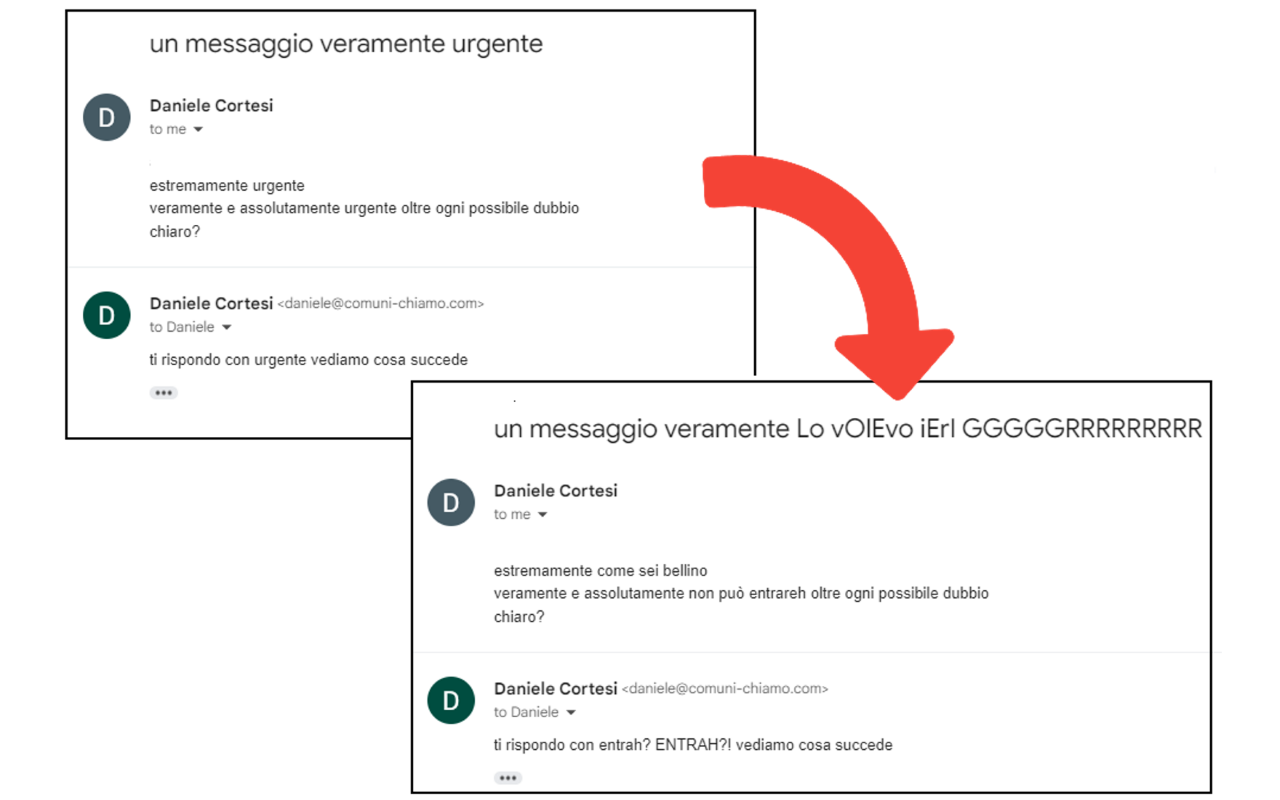 un messaggio veramente urgente
D
Daniele Cortesi
to me
estremamente urgente
veramente e assolutamente urgente oltre ogni possibile dubbio
chiaro?
D
Daniele Cortesi <daniele@comuni-chiamo.com>
to Daniele
ti rispondo con urgente vediamo cosa succede
•••
un messaggio veramente Lo vOlEvo iErI GGGGGRRRRRRRRR
D
Daniele Cortesi
to me
estremamente come sei bellino
veramente e assolutamente non può entrareh oltre ogni possibile dubbio
chiaro?
D
Daniele Cortesi <daniele@comuni-chiamo.com>
to Daniele
ti rispondo con entrah? ENTRAH?! vediamo cosa succede
•••